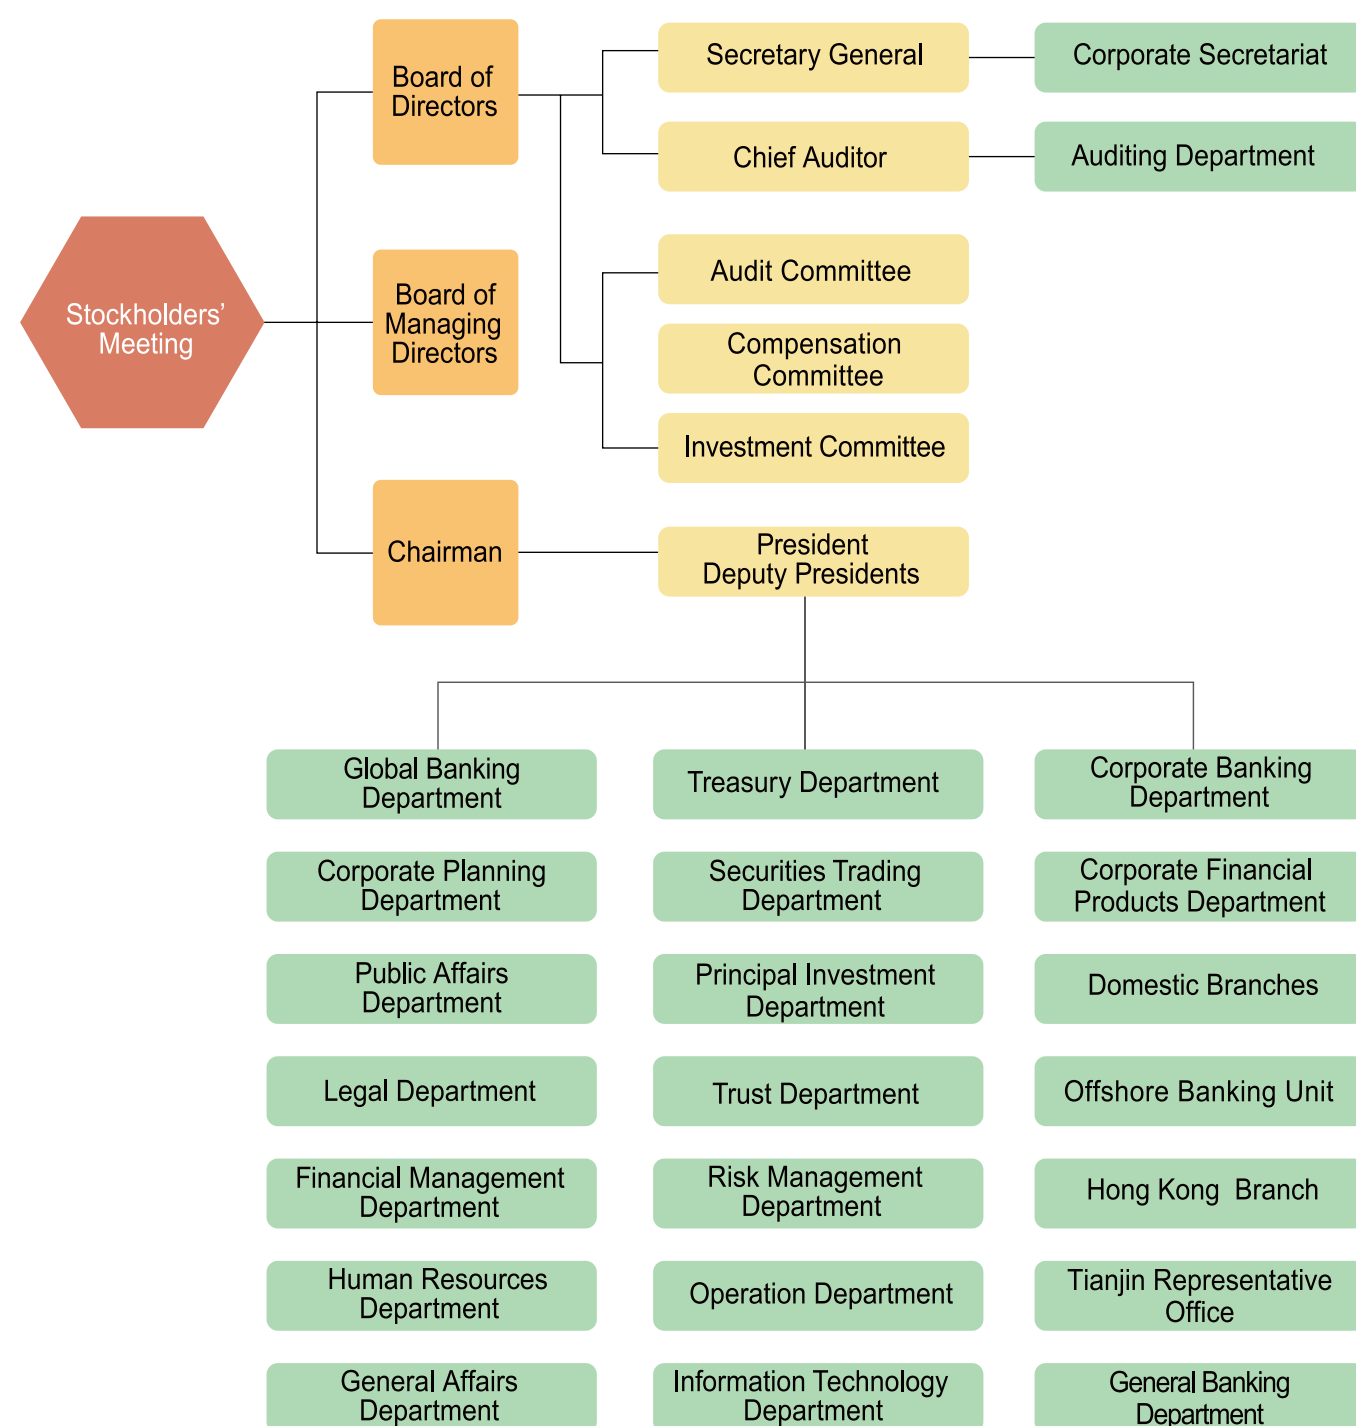 Board of
Directors
Secretary General
Corporate Secretariat
Chief Auditor
Auditing Department
Stockholders’
Meeting
Board of
Managing
Directors
Audit Committee
Compensation
Committee
Investment Committee
Chairman
President
Deputy Presidents
Global Banking
Department
Treasury Department
Corporate Banking
Department
Corporate Planning
Department
Securities Trading
Department
Corporate Financial
Products Department
Public Affairs
Department
Principal Investment
Department
Domestic Branches
Legal Department
Trust Department
Offshore Banking Unit
Financial Management
Department
Risk Management
Department
Hong Kong Branch
Human Resources
Department
Operation Department
Tianjin Representative
Office
General Affairs
Department
Information Technology
Department
General Banking
Department